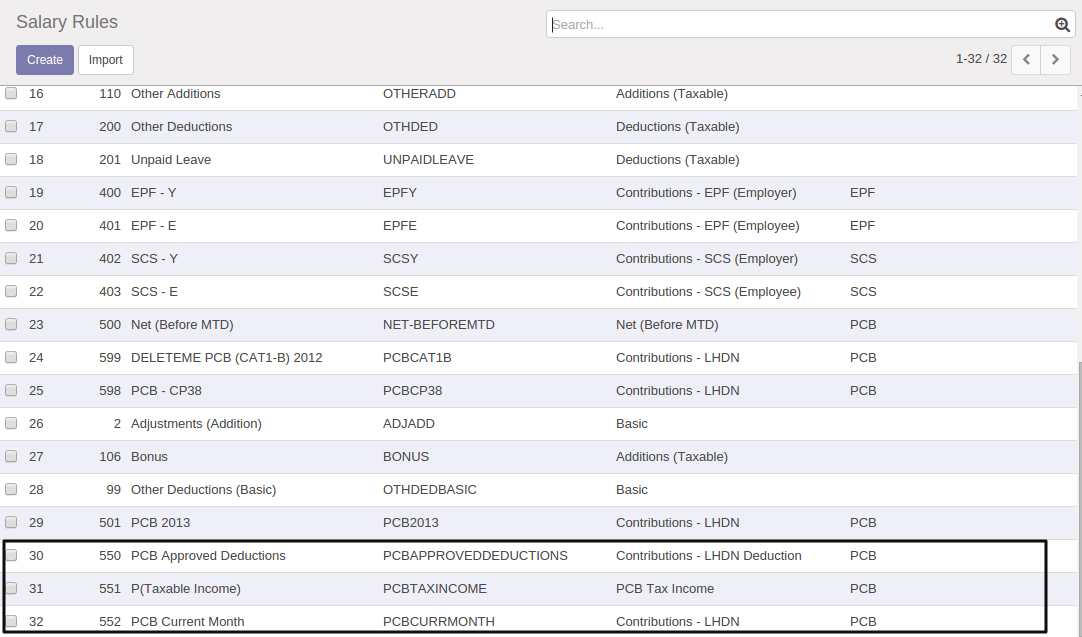 Salary Rules
Search...
Create Import 1-32 / 32
16 110 Other Additions OTHERADD Additions (Taxable)
17 200 Other Deductions OTHDED Deductions (Taxable)
18 201 Unpaid Leave UNPAIDLEAVE Deductions (Taxable)
19 400 EPF - Y EPFY Contributions - EPF (Employer) EPF
20 401 EPF - E EPFE Contributions - EPF (Employee) EPF
21 402 SCS - Y SCSY Contributions - SCS (Employer) SCS
22 403 SCS - E SCSE Contributions - SCS (Employee) SCS
23 500 Net (Before MTD) NET-BEFOREMTD Net (Before MTD) PCB
24 599 DELETEME PCB (CAT1-B) 2012 PCBCAT1B Contributions - LHDN PCB
25 598 PCB - CP38 PCBCP38 Contributions - LHDN PCB
26 2 Adjustments (Addition) ADJADD Basic
27 106 Bonus BONUS Additions (Taxable)
28 99 Other Deductions (Basic) OTHDEDBASIC Basic
29 501 PCB 2013 PCB2013 Contributions - LHDN PCB
30 550 PCB Approved Deductions PCBAPPROVEDDEDUCTIONS Contributions - LHDN Deduction PCB
31 551 P(Taxable Income) PCBTAXINCOME PCB Tax Income PCB
32 552 PCB Current Month PCBCURRMONTH Contributions - LHDN PCB